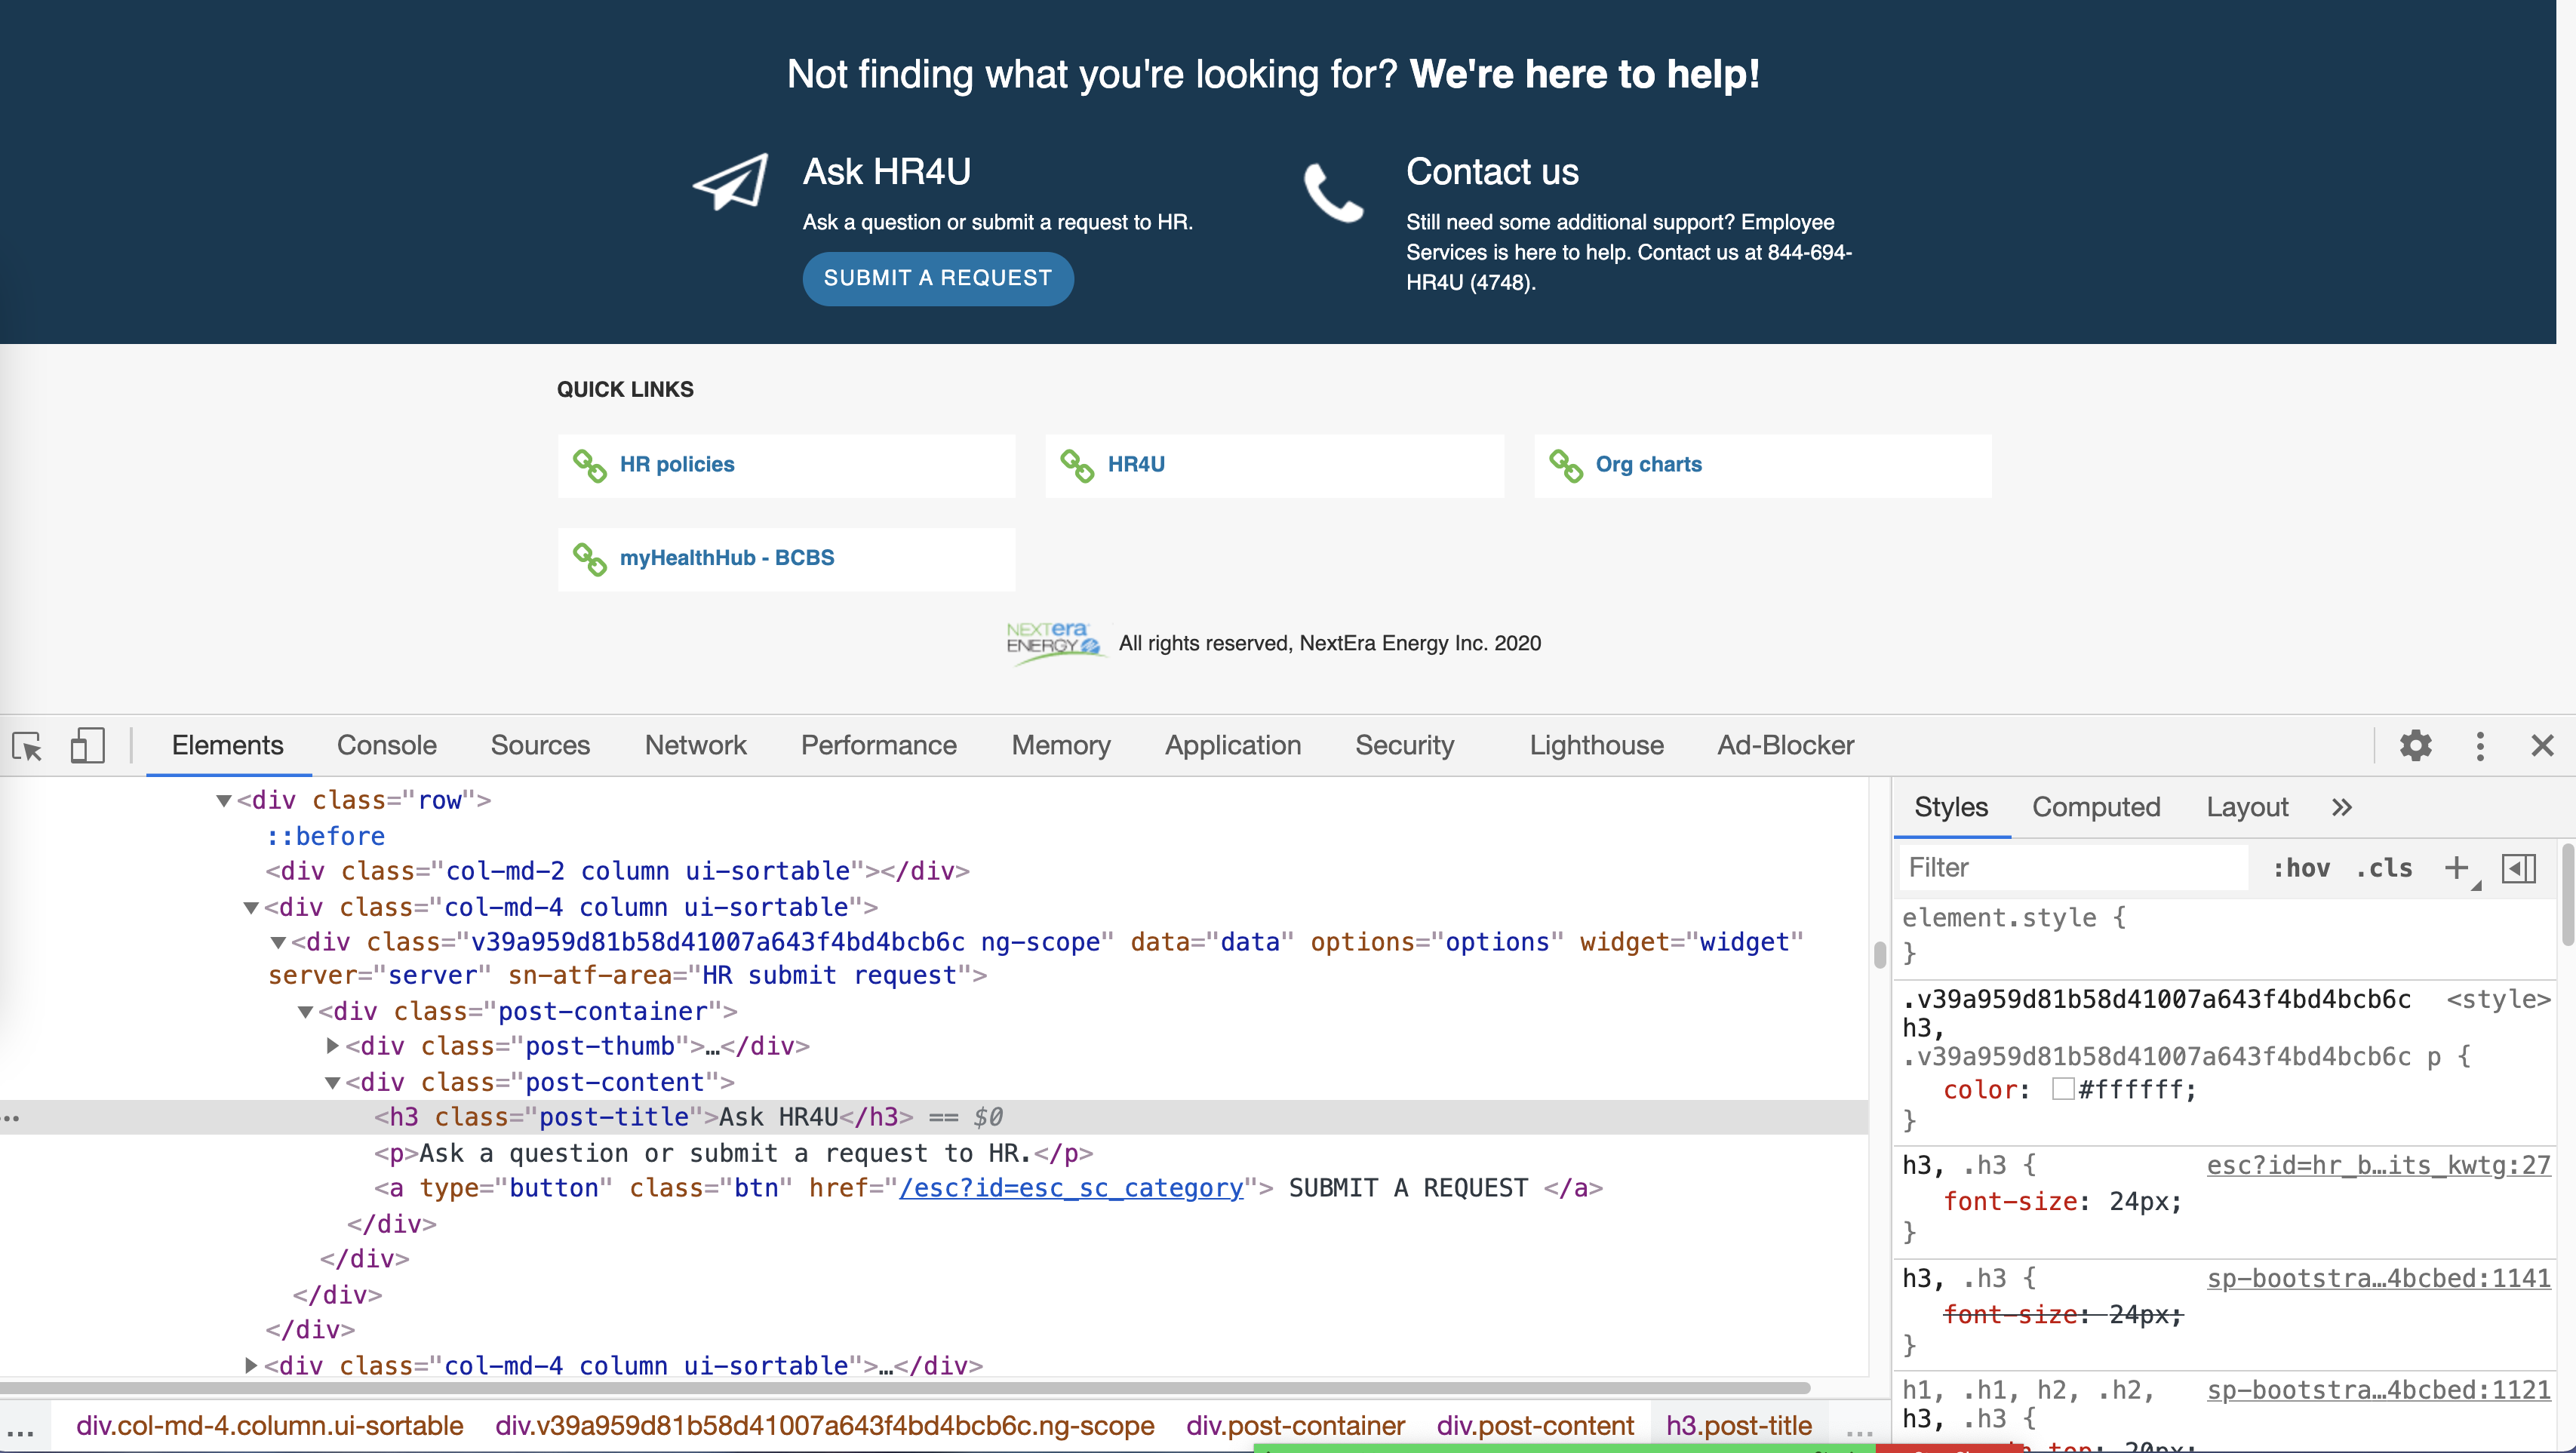 Not finding what you're looking for? We're here to help!
Ask HR4U
Ask a question or submit a request to HR.
SUBMIT A REQUEST
Contact us
Still need some additional support? Employee
Services is here to help. Contact us at 844-694-
HR4U (4748).
QUICK LINKS
HR policies
HR4U
Org charts
myHealthHub - BCBS
NEXTera
ENERGY
All rights reserved, NextEra Energy Inc. 2020
Elements Console Sources Network Performance Memory Application Security Lighthouse Ad-Blocker
<div class="row">
::before
<div class="col-md-2 column ui-sortable"></div>
<div class="col-md-4 column ui-sortable">
<div class="v39a959d81b58d41007a643f4bd4bcb6c ng-scope" data="data" options="options" widget="widget"
server="server" sn-atf-area="HR submit request">
<div class="post-container">
<div class="post-thumb">…</div>
<div class="post-content">
<h3 class="post-title">Ask HR4U</h3> == $0
<p>Ask a question or submit a request to HR.</p>
<a type="button" class="btn" href="/esc?id=esc_sc_category"> SUBMIT A REQUEST </a>
</div>
</div>
</div>
</div>
<div class="col-md-4 column ui-sortable">…</div>
... div.col-md-4.column.ui-sortable div.v39a959d81b58d41007a643f4bd4bcb6c.ng-scope div.post-container div.post-content h3.post-title ...
Styles Computed Layout »
Filter :hov .cls +
element.style {
}
.v39a959d81b58d41007a643f4bd4bcb6c <style>
h3,
.v39a959d81b58d41007a643f4bd4bcb6c p {
color: #ffffff;
}
h3, .h3 { esc?id=hr_b…its_kwtg:27
font-size: 24px;
}
h3, .h3 { sp-bootstra…4bcbed:1141
font-size: 24px;
}
h1, .h1, h2, .h2, sp-bootstra…4bcbed:1121
h3, .h3 {